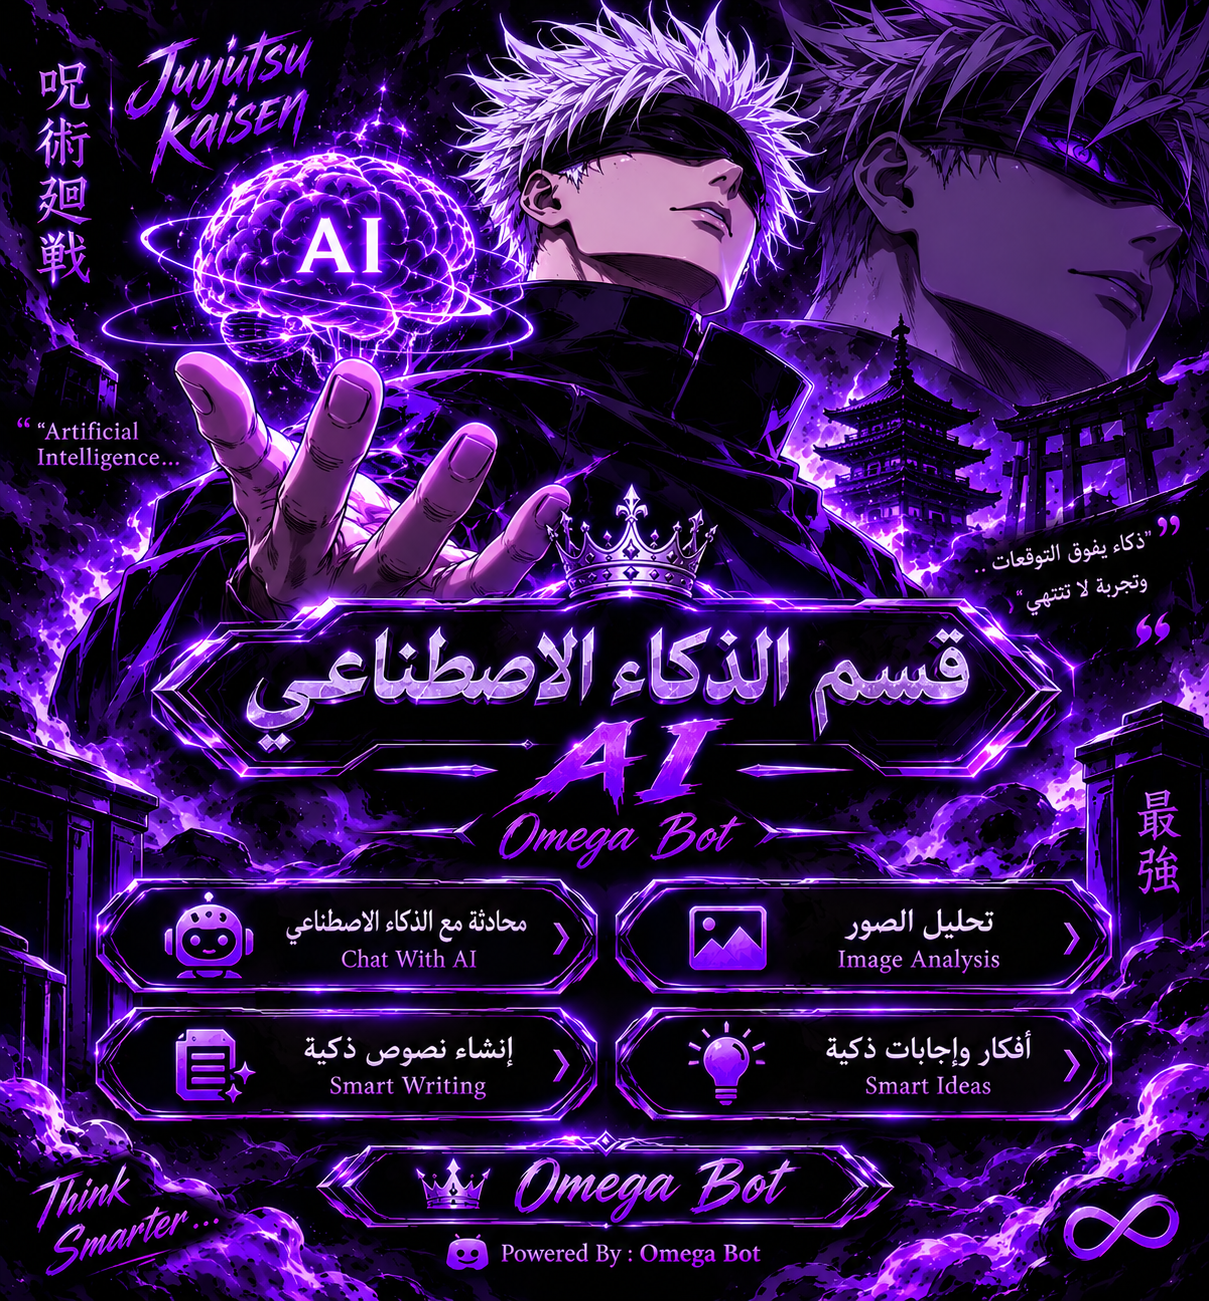 呪術廻戦
Jujutsu
Kaisen
AI
“ “Artificial
Intelligence...
”ذكاء يفوق التوقعات ..
وتجربة لا تنتهي“
قسم الذكاء الاصطناعي
AI
Omega Bot
最強
محادثة مع الذكاء الاصطناعي
Chat With AI
تحليل الصور
Image Analysis
إنشاء نصوص ذكية
Smart Writing
أفكار وإجابات ذكية
Smart Ideas
Omega Bot
Think
Smarter...
Powered By : Omega Bot